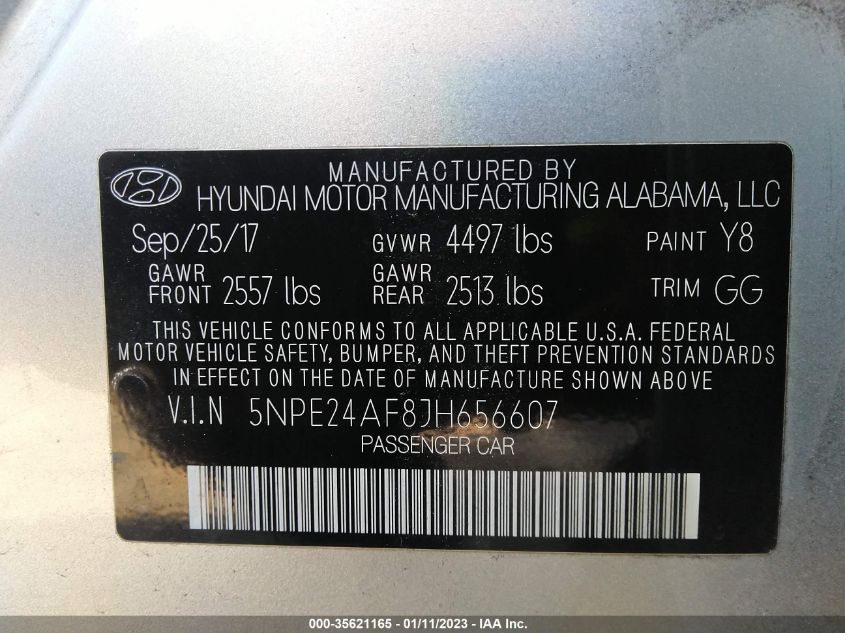 MANUFACTURED BY
HYUNDAI MOTOR MANUFACTURING ALABAMA, LLC
Sep/25/17 GVWR 4497 lbs PAINT Y8
GAWR FRONT 2557 lbs GAWR REAR 2513 lbs TRIM GG
THIS VEHICLE CONFORMS TO ALL APPLICABLE U.S.A. FEDERAL
MOTOR VEHICLE SAFETY, BUMPER, AND THEFT PREVENTION STANDARDS
IN EFFECT ON THE DATE OF MANUFACTURE SHOWN ABOVE
V.I.N 5NPE24AF8JH656607
PASSENGER CAR
000-35621165 - 01/11/2023 - IAA Inc.